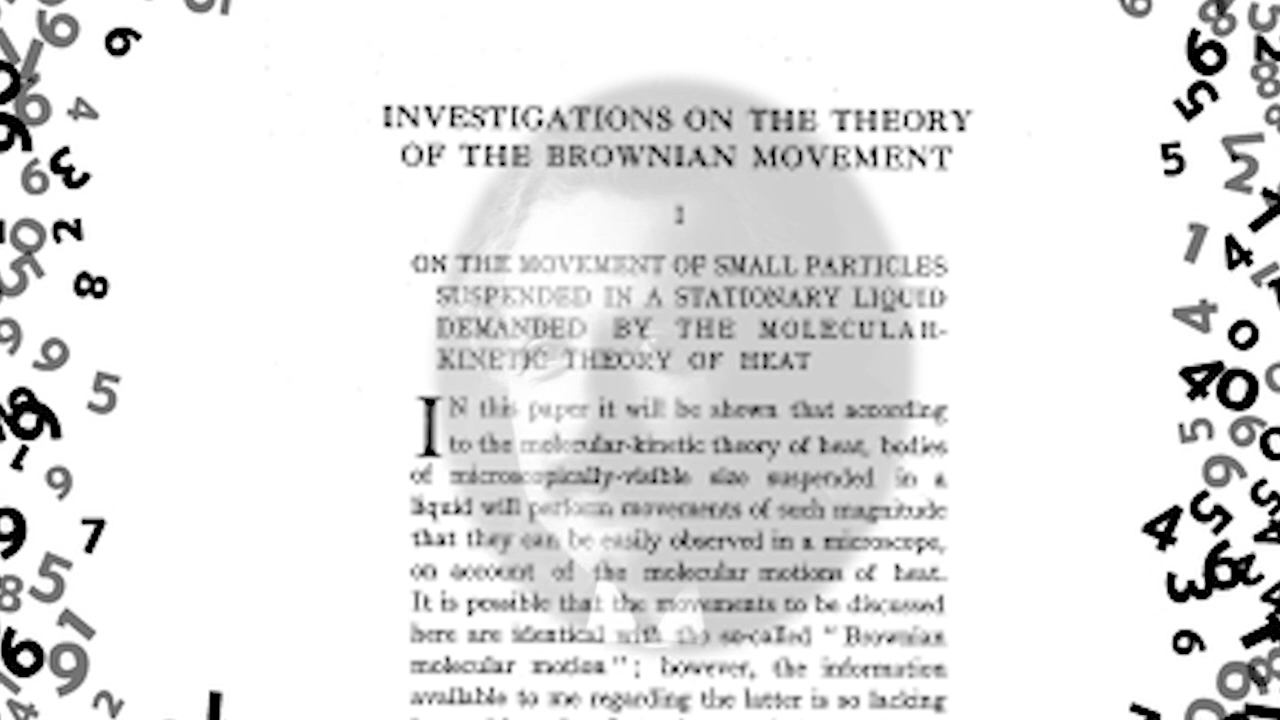 INVESTIGATIONS ON THE THEORY
OF THE BROWNIAN MOVEMENT
I
ON THE MOVEMENT OF SMALL PARTICLES
SUSPENDED IN A STATIONARY LIQUID
DEMANDED BY THE MOLECULAR-
KINETIC THEORY OF HEAT
IN this paper it will be shown that according
to the molecular-kinetic theory of heat, bodies
of microscopically-visible size suspended in a
liquid will perform movements of such magnitude
that they can be easily observed in a microscope,
on account of the molecular motions of heat.
It is possible that the movements to be discussed
here are identical with the so-called " Brownian
molecular motion " ; however, the information
available to me regarding the latter is so lacking